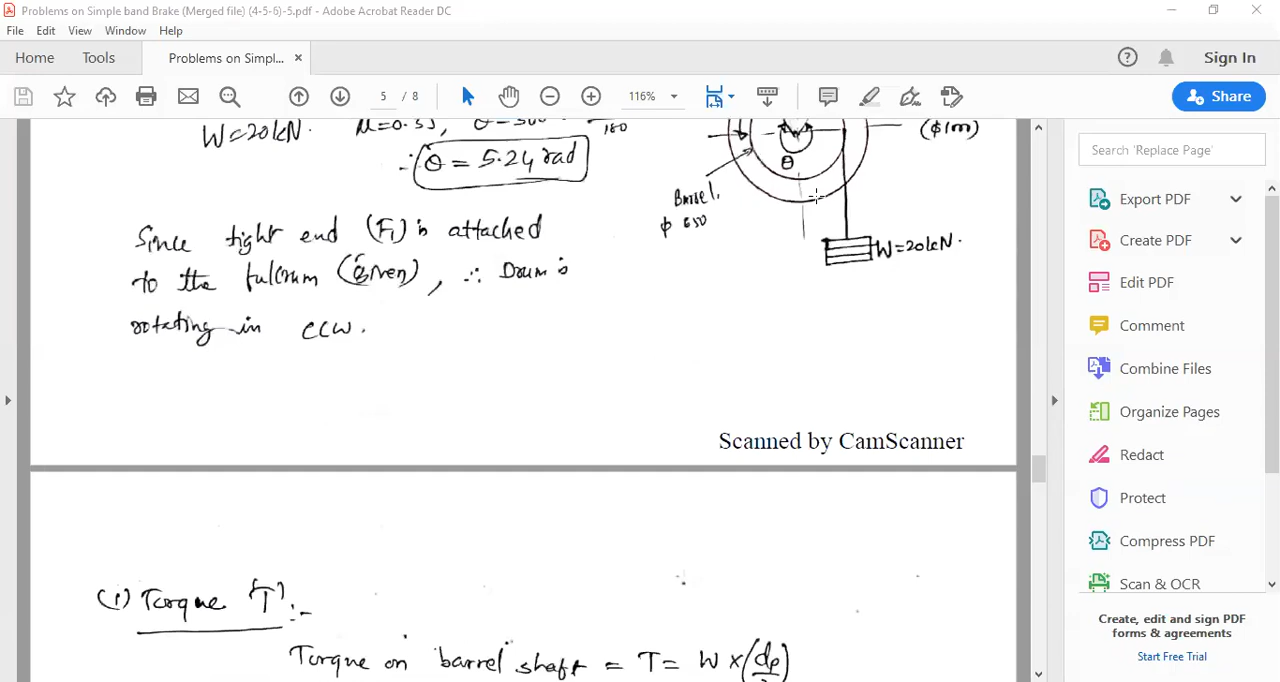 Problems on Simple band Brake (Merged file) (4-5-6)-5.pdf - Adobe Acrobat Reader DC
File Edit View Window Help
Home Tools Problems on Simpl... × Sign In
5 / 8 116% Share
W=20kN. θ
180
∴ θ = 5.24 rad
(ϕ1m)
θ
Barrel.
ϕ 650
W=20kN.
Since tight end (F1) is attached
to the fulcrum (Given), ∴ Drum is
rotating in CCW.
Scanned by CamScanner
(i) Torque 'T' :-
Torque on barrel shaft = T = W ×
Search 'Replace Page'
Export PDF
Create PDF
Edit PDF
Comment
Combine Files
Organize Pages
Redact
Protect
Compress PDF
Scan & OCR
Create, edit and sign PDF
forms & agreements
Start Free Trial